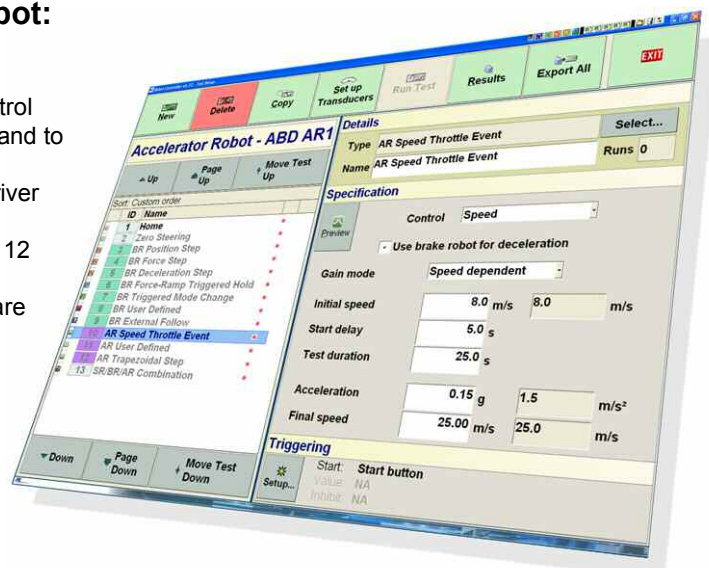 bot:
trol
and to
river
12
are
New
Delete
Copy
Set up Transducers
Run Test
Results
Export All
EXIT
Accelerator Robot - ABD AR1
Up
Page Up
Move Test Up
Sort: Custom order
ID Name
1 Home
2 Zero Steering
3 BR Position Step
4 BR Force Step
5 BR Deceleration Step
6 BR Force-Ramp Triggered Hold
7 BR Triggered Mode Change
8 BR User Defined
9 BR External Follow
10 AR Speed Throttle Event
11 AR User Defined
12 AR Trapezoidal Step
13 SR/BR/AR Combination
Down
Page Down
Move Test Down
Details
Type AR Speed Throttle Event
Select...
Name AR Speed Throttle Event
Runs 0
Specification
Preview
Control Speed
Use brake robot for deceleration
Gain mode Speed dependent
Initial speed 8.0 m/s 8.0 m/s
Start delay 5.0 s
Test duration 25.0 s
Acceleration 0.15 g 1.5 m/s²
Final speed 25.00 m/s 25.0 m/s
Triggering
Setup...
Start: Start button
Value: NA
Inhibit: NA